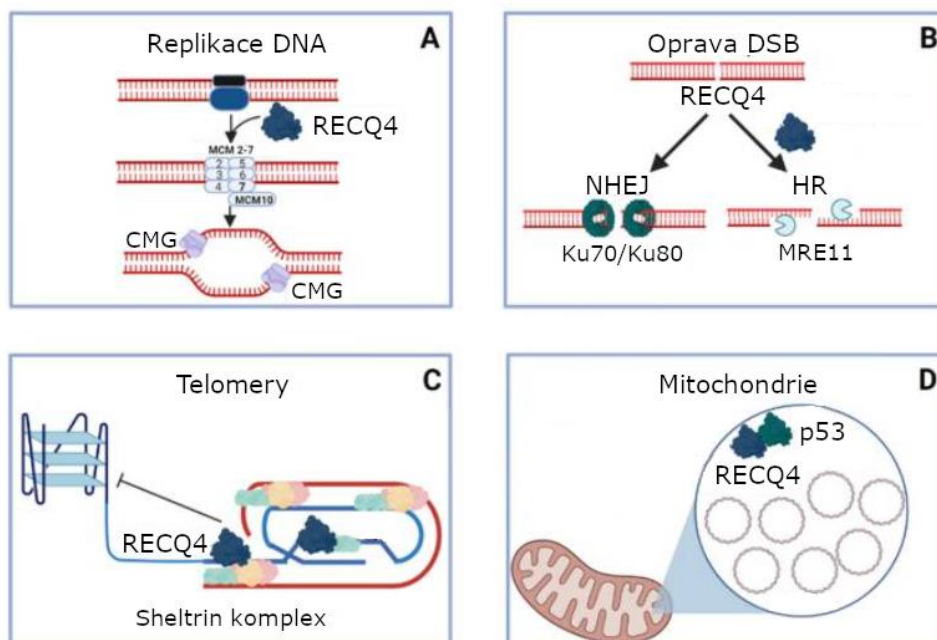 Replikace DNA
A
RECQ4
MCM 2-7
2 5
3 6
4 7
MCM10
CMG
CMG
Oprava DSB
B
RECQ4
NHEJ
HR
Ku70/Ku80
MRE11
Telomery
C
RECQ4
Sheltrin komplex
Mitochondrie
D
p53
RECQ4